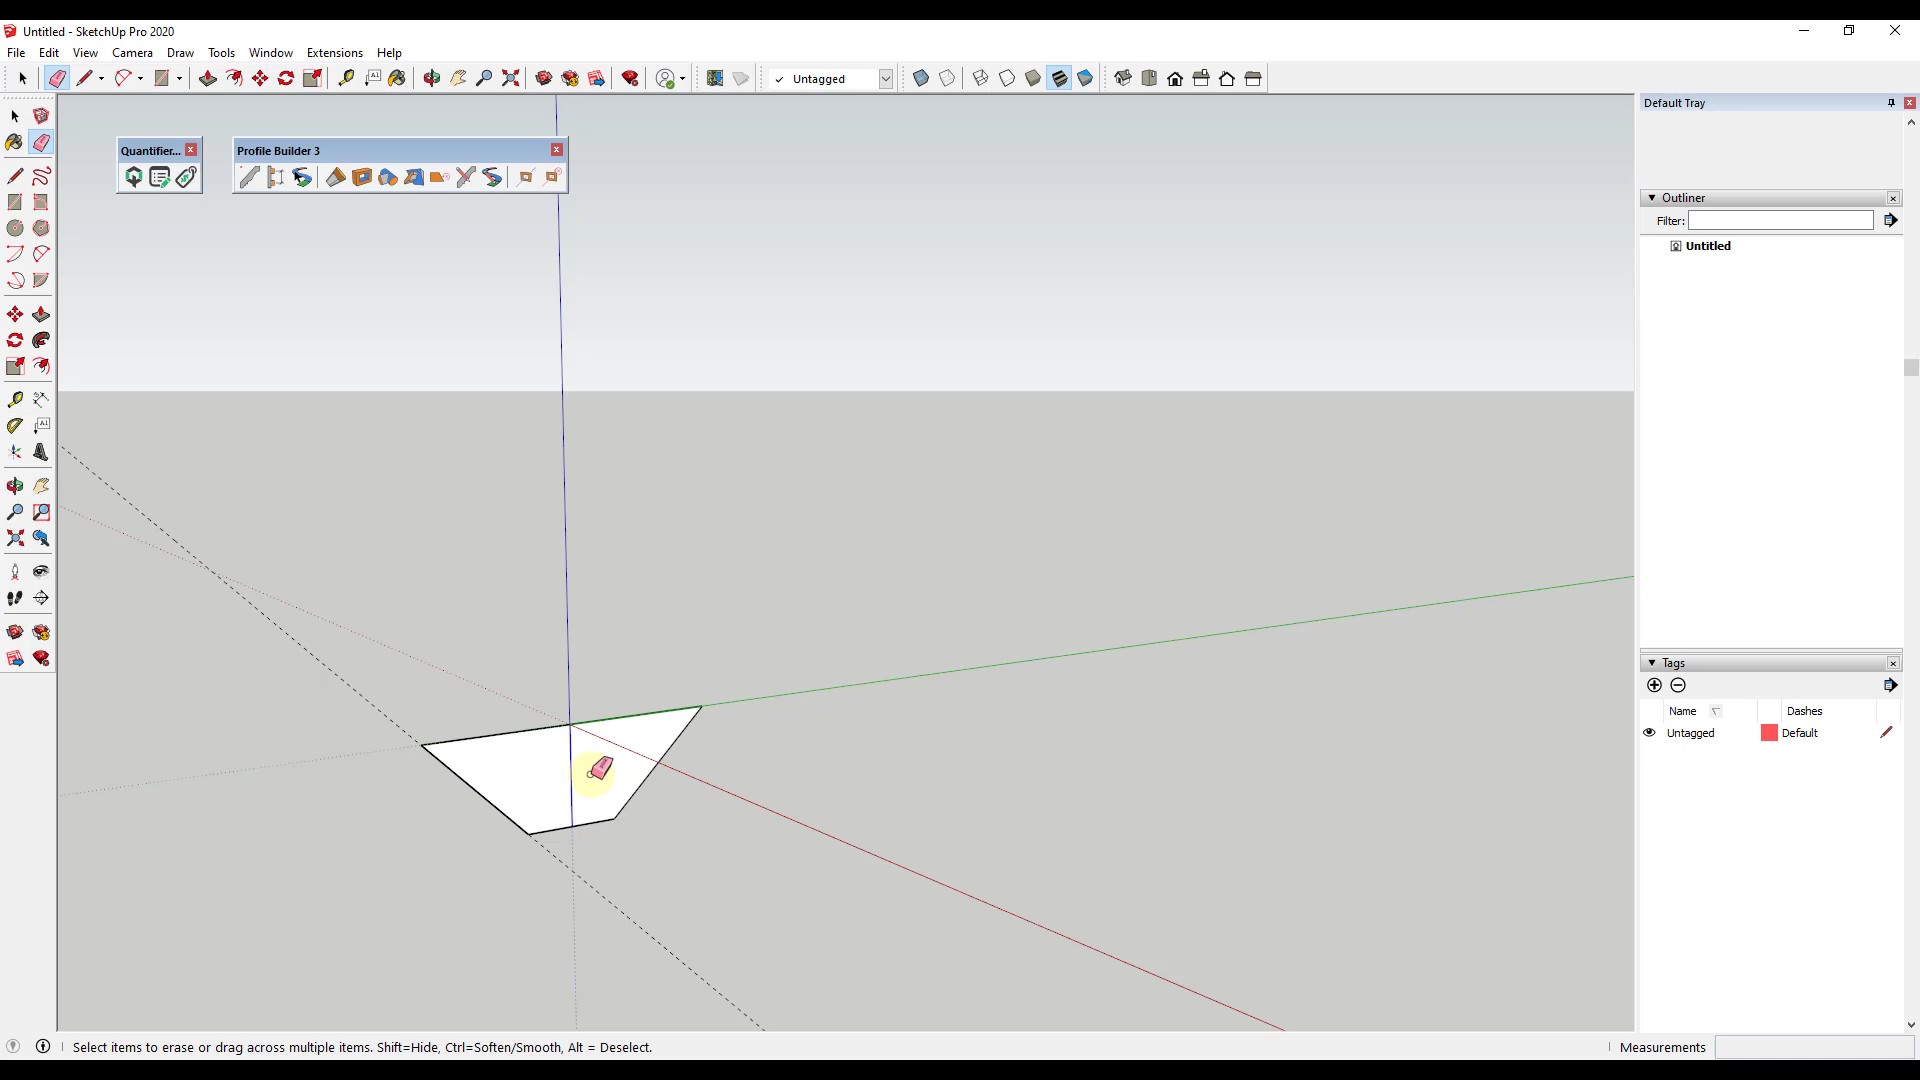 Untitled - SketchUp Pro 2020
File Edit View Camera Draw Tools Window Extensions Help
A1
Untagged
Default Tray
Quantifier...
Profile Builder 3
Outliner
Filter:
Untitled
A1
Tags
Name Dashes
Untagged Default
Select items to erase or drag across multiple items. Shift=Hide, Ctrl=Soften/Smooth, Alt = Deselect.
Measurements